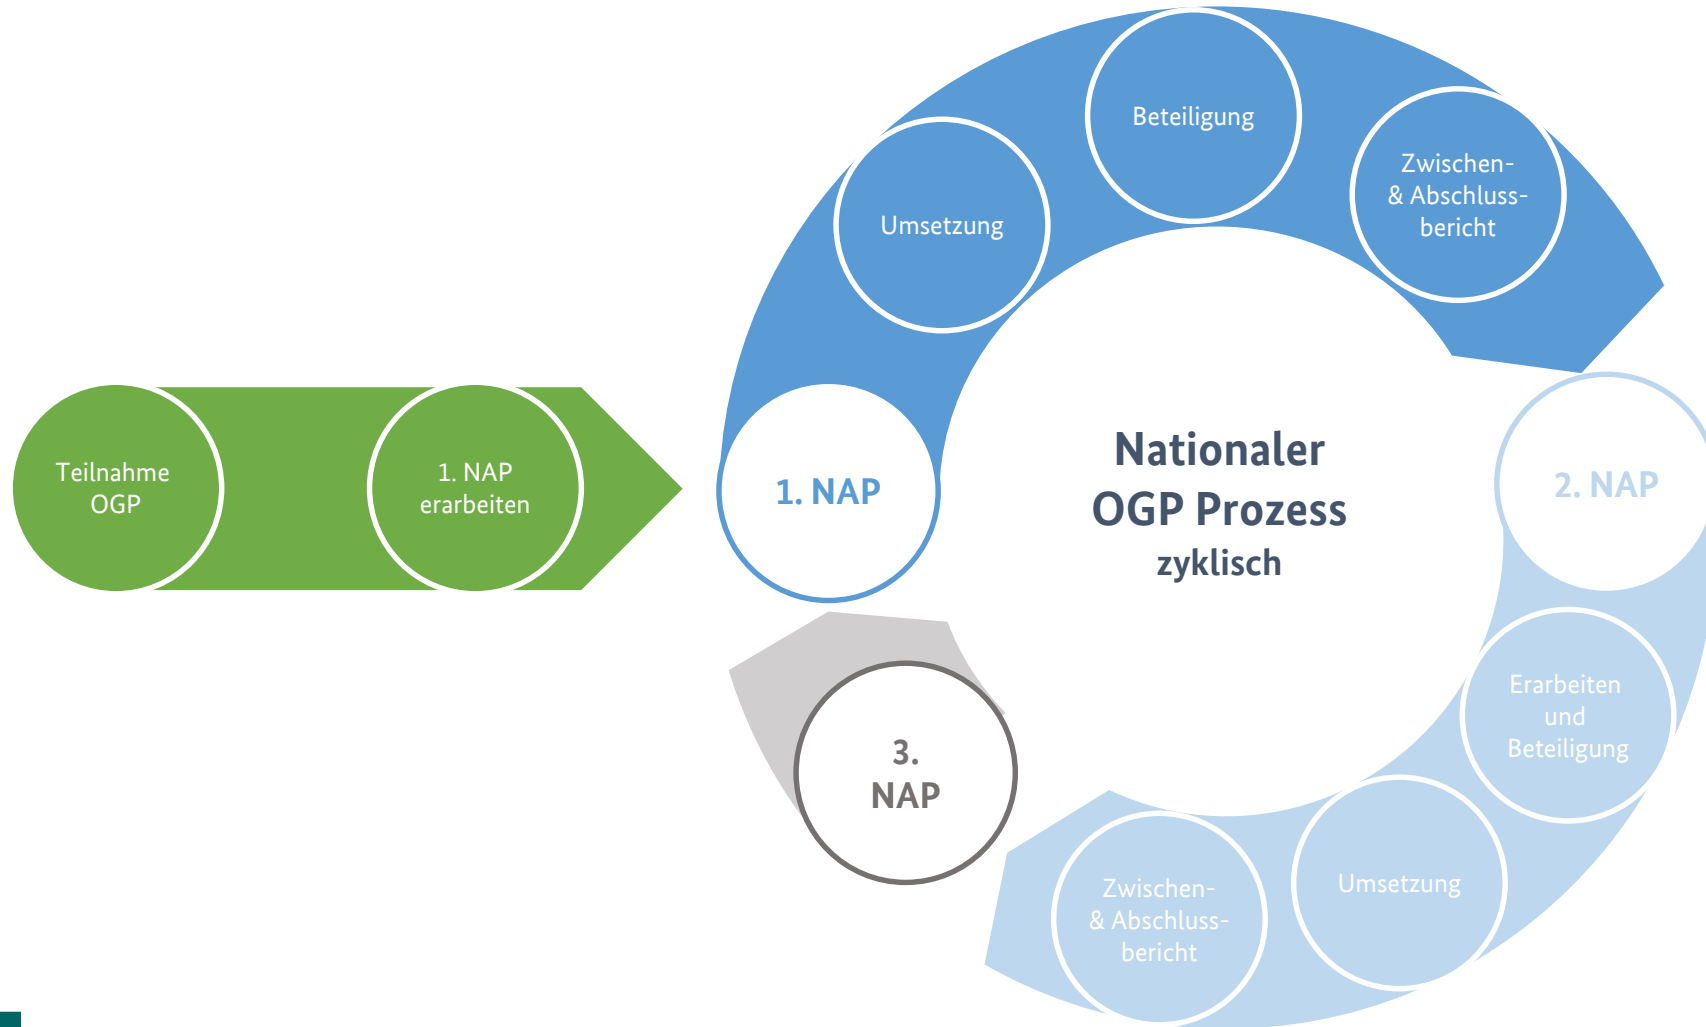 Teilnahme
OGP
1. NAP
erarbeiten
1. NAP
Umsetzung
Beteiligung
Zwischen-
& Abschluss-
bericht
Nationaler
OGP Prozess
zyklisch
2. NAP
Erarbeiten
und
Beteiligung
Umsetzung
Zwischen-
& Abschluss-
bericht
3.
NAP